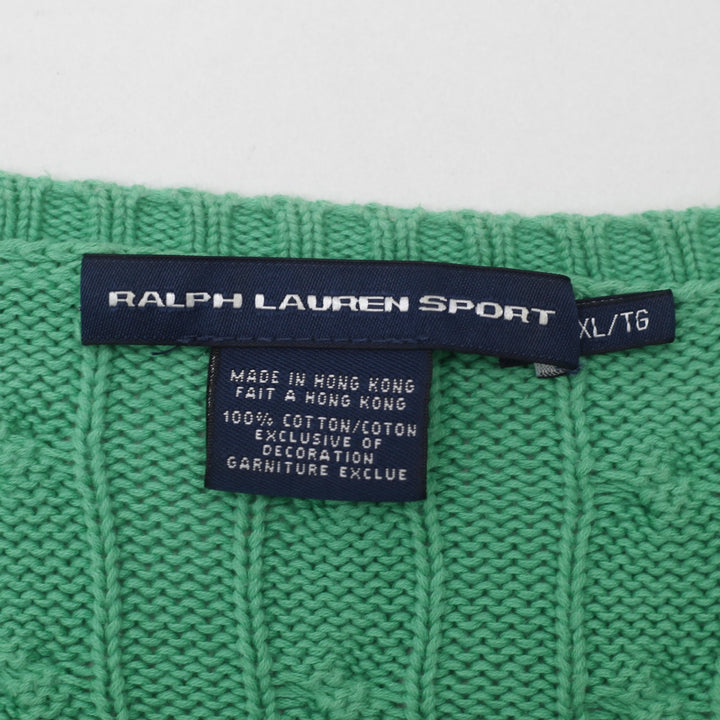 RALPH LAUREN SPORT
XL/TG
MADE IN HONG KONG
FAIT A HONG KONG
100% COTTON/COTON
EXCLUSIVE OF
DECORATION
GARNITURE EXCLUE